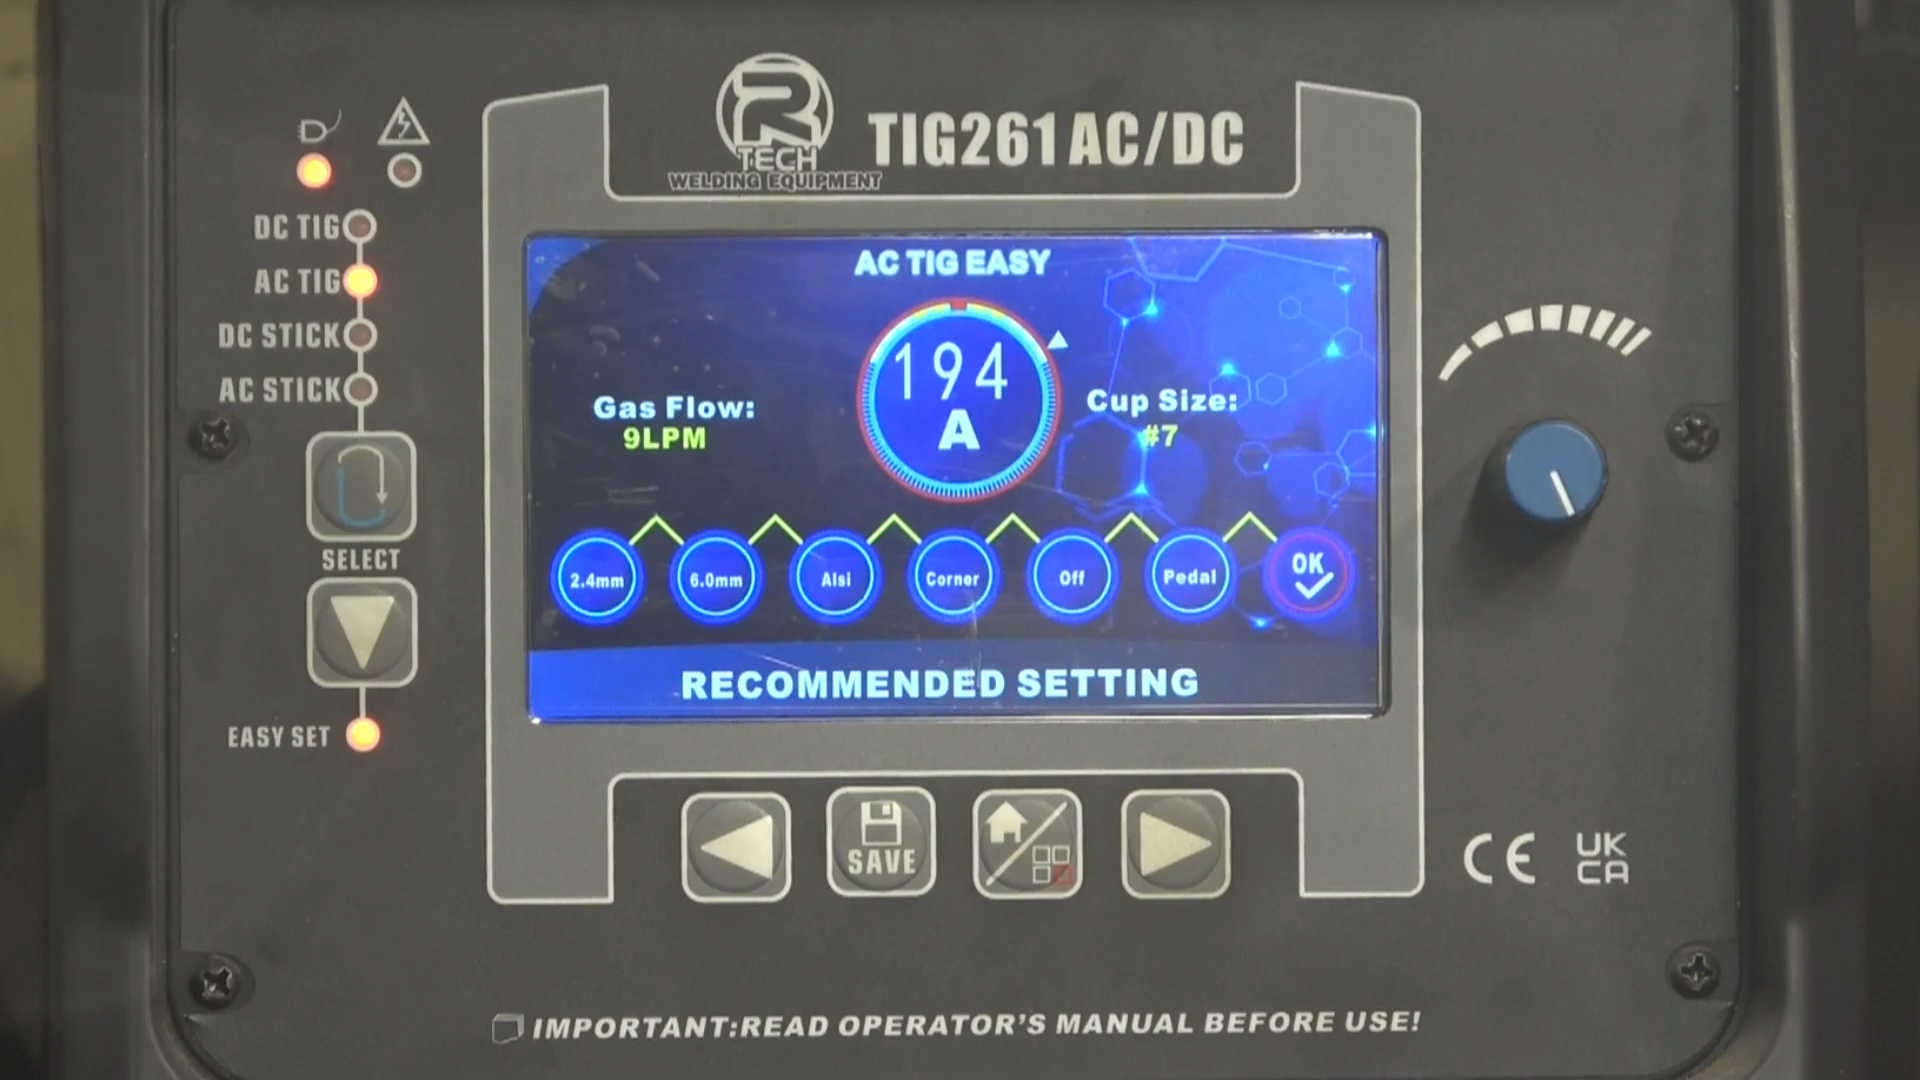 R
TECH
WELDING EQUIPMENT
TIG261 AC/DC
DC TIG
AC TIG
DC STICK
AC STICK
SELECT
EASY SET
AC TIG EASY
194
A
Gas Flow:
9LPM
Cup Size:
#7
2.4mm
6.0mm
Alsi
Corner
Off
Pedal
OK
RECOMMENDED SETTING
SAVE
CE
UK
CA
IMPORTANT:READ OPERATOR'S MANUAL BEFORE USE!